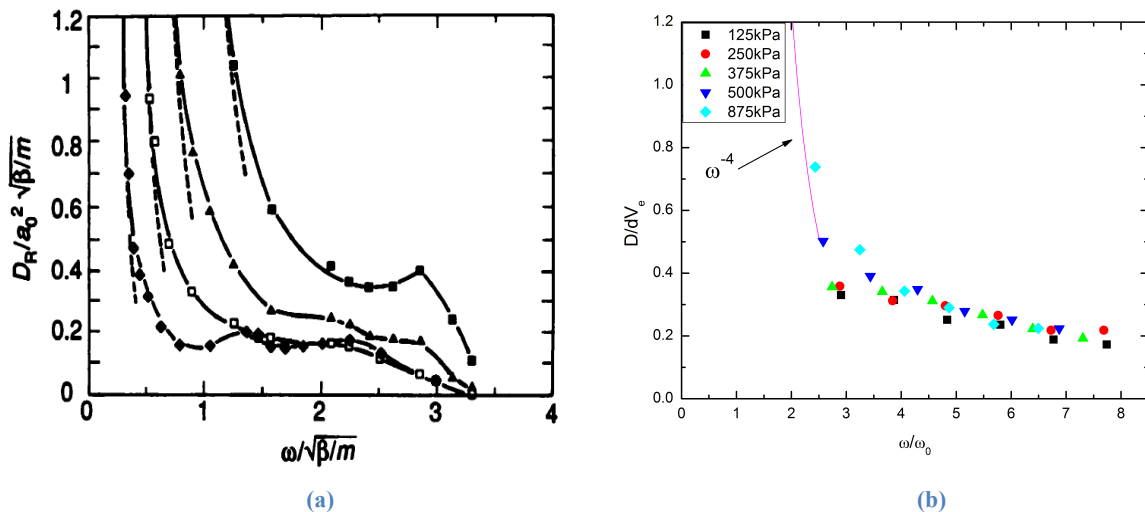 1.2
1
0.8
0.6
0.4
0.2
0
D_R/a_0^2 √β/m
0 1 2 3 4
ω/√β/m
(a)
1.2
1.0
0.8
0.6
0.4
0.2
0.0
D/dV_e
125kPa
250kPa
375kPa
500kPa
875kPa
ω^-4
0 1 2 3 4 5 6 7 8
ω/ω_0
(b)